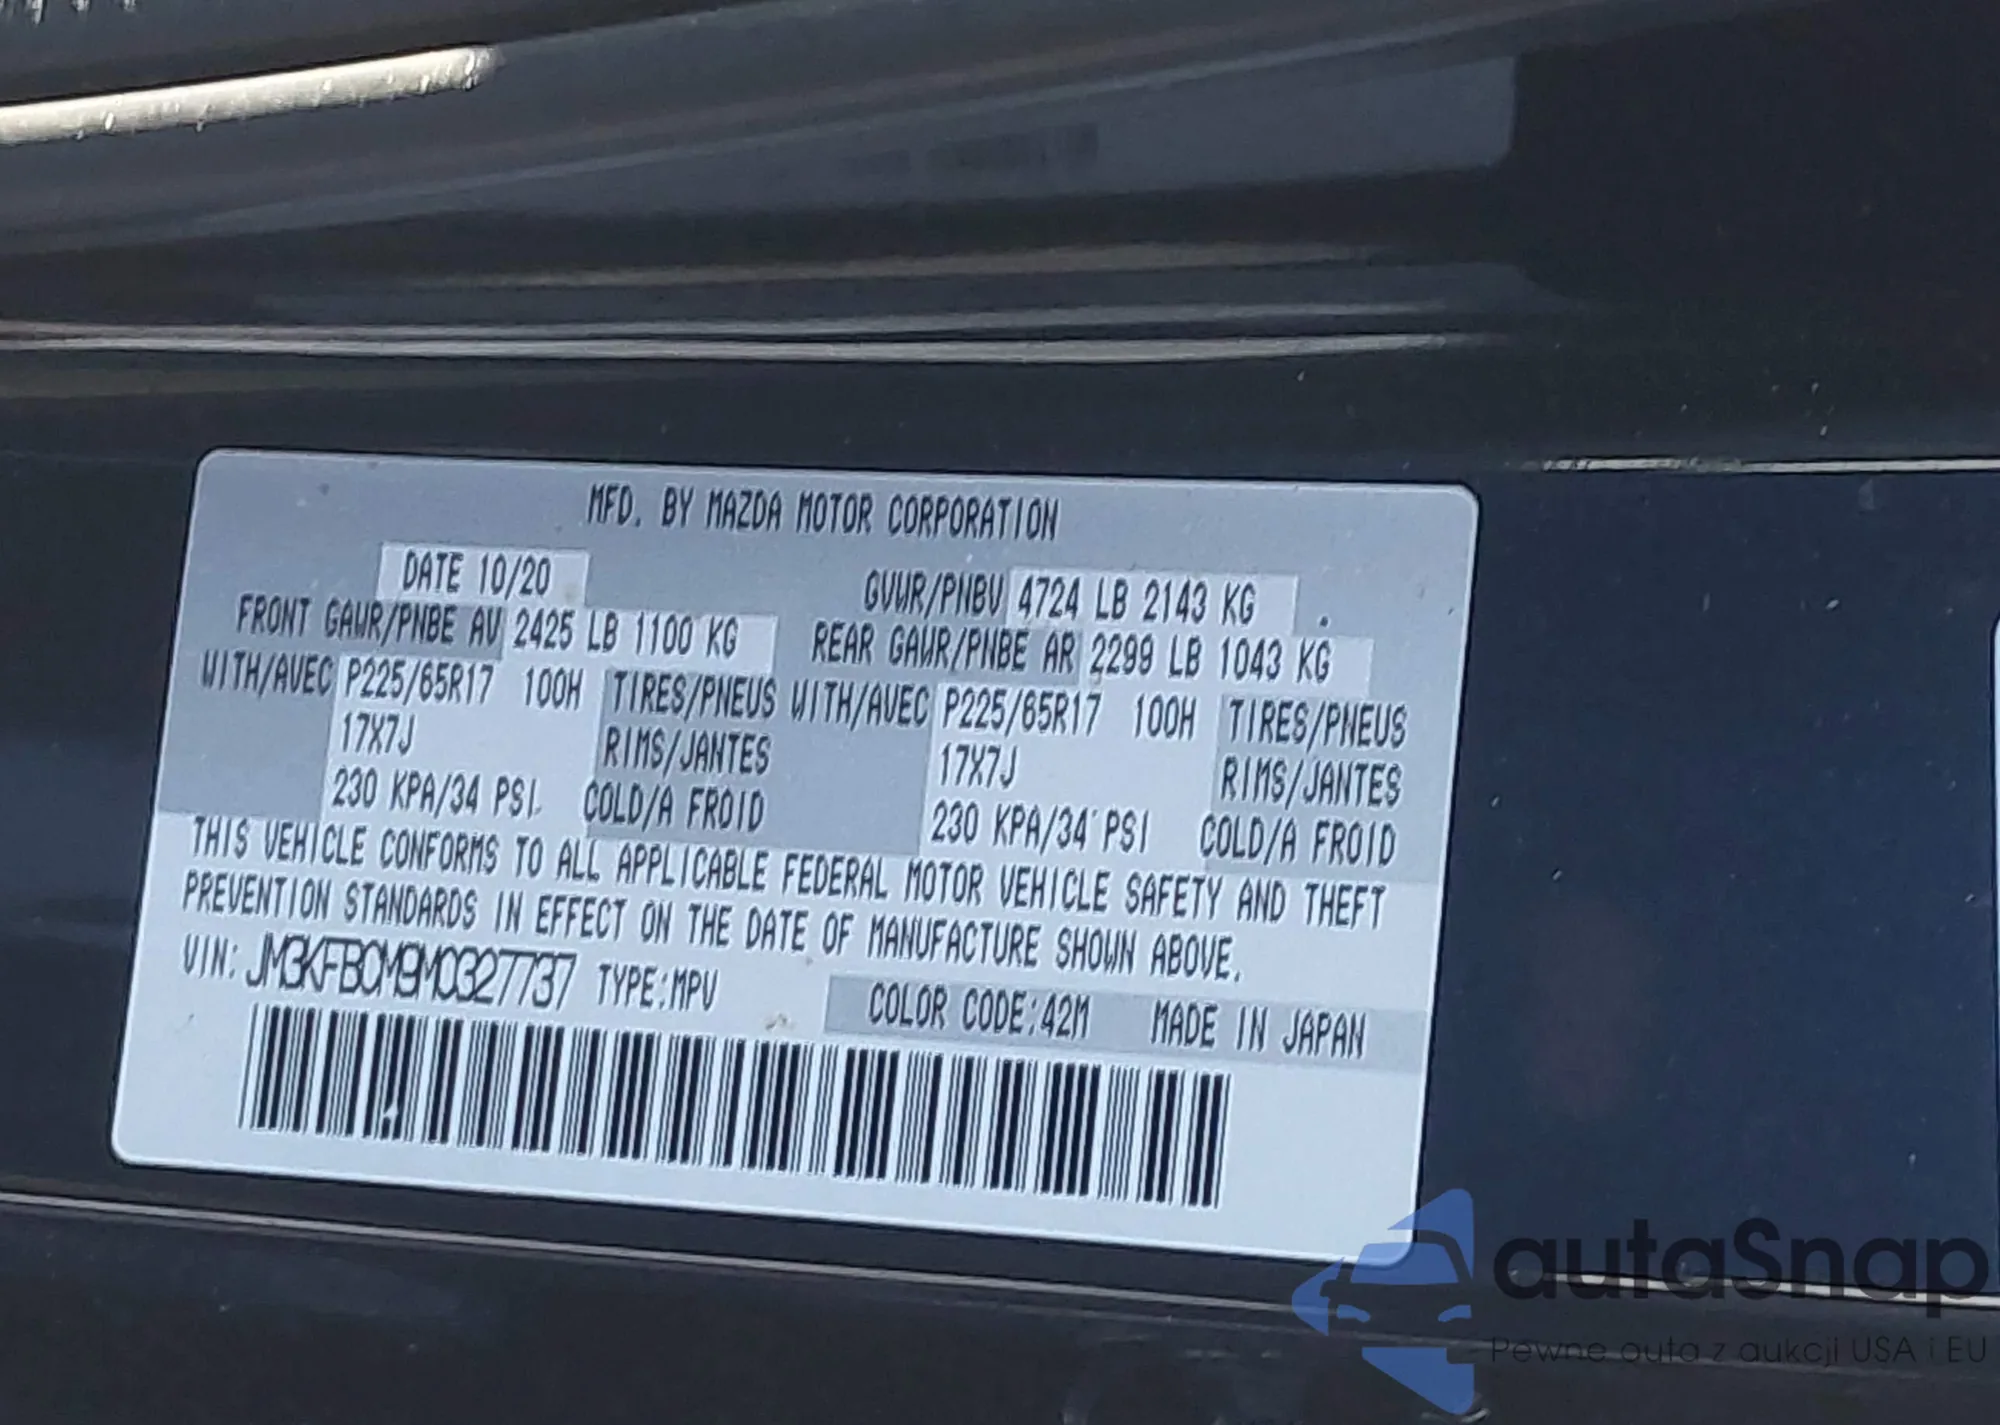 MFD. BY MAZDA MOTOR CORPORATION
DATE 10/20 GVWR/PNBV 4724 LB 2143 KG
FRONT GAWR/PNBE AV 2425 LB 1100 KG REAR GAWR/PNBE AR 2299 LB 1043 KG
WITH/AVEC P225/65R17 100H TIRES/PNEUS WITH/AVEC P225/65R17 100H TIRES/PNEUS
17X7J RIMS/JANTES 17X7J RIMS/JANTES
230 KPA/34 PSI COLD/A FROID 230 KPA/34 PSI COLD/A FROID
THIS VEHICLE CONFORMS TO ALL APPLICABLE FEDERAL MOTOR VEHICLE SAFETY AND THEFT
PREVENTION STANDARDS IN EFFECT ON THE DATE OF MANUFACTURE SHOWN ABOVE.
VIN: JM3KFBCM9M0327737 TYPE:MPV COLOR CODE:42M MADE IN JAPAN
autaSnap
Pewne auta z aukcji USA i EU